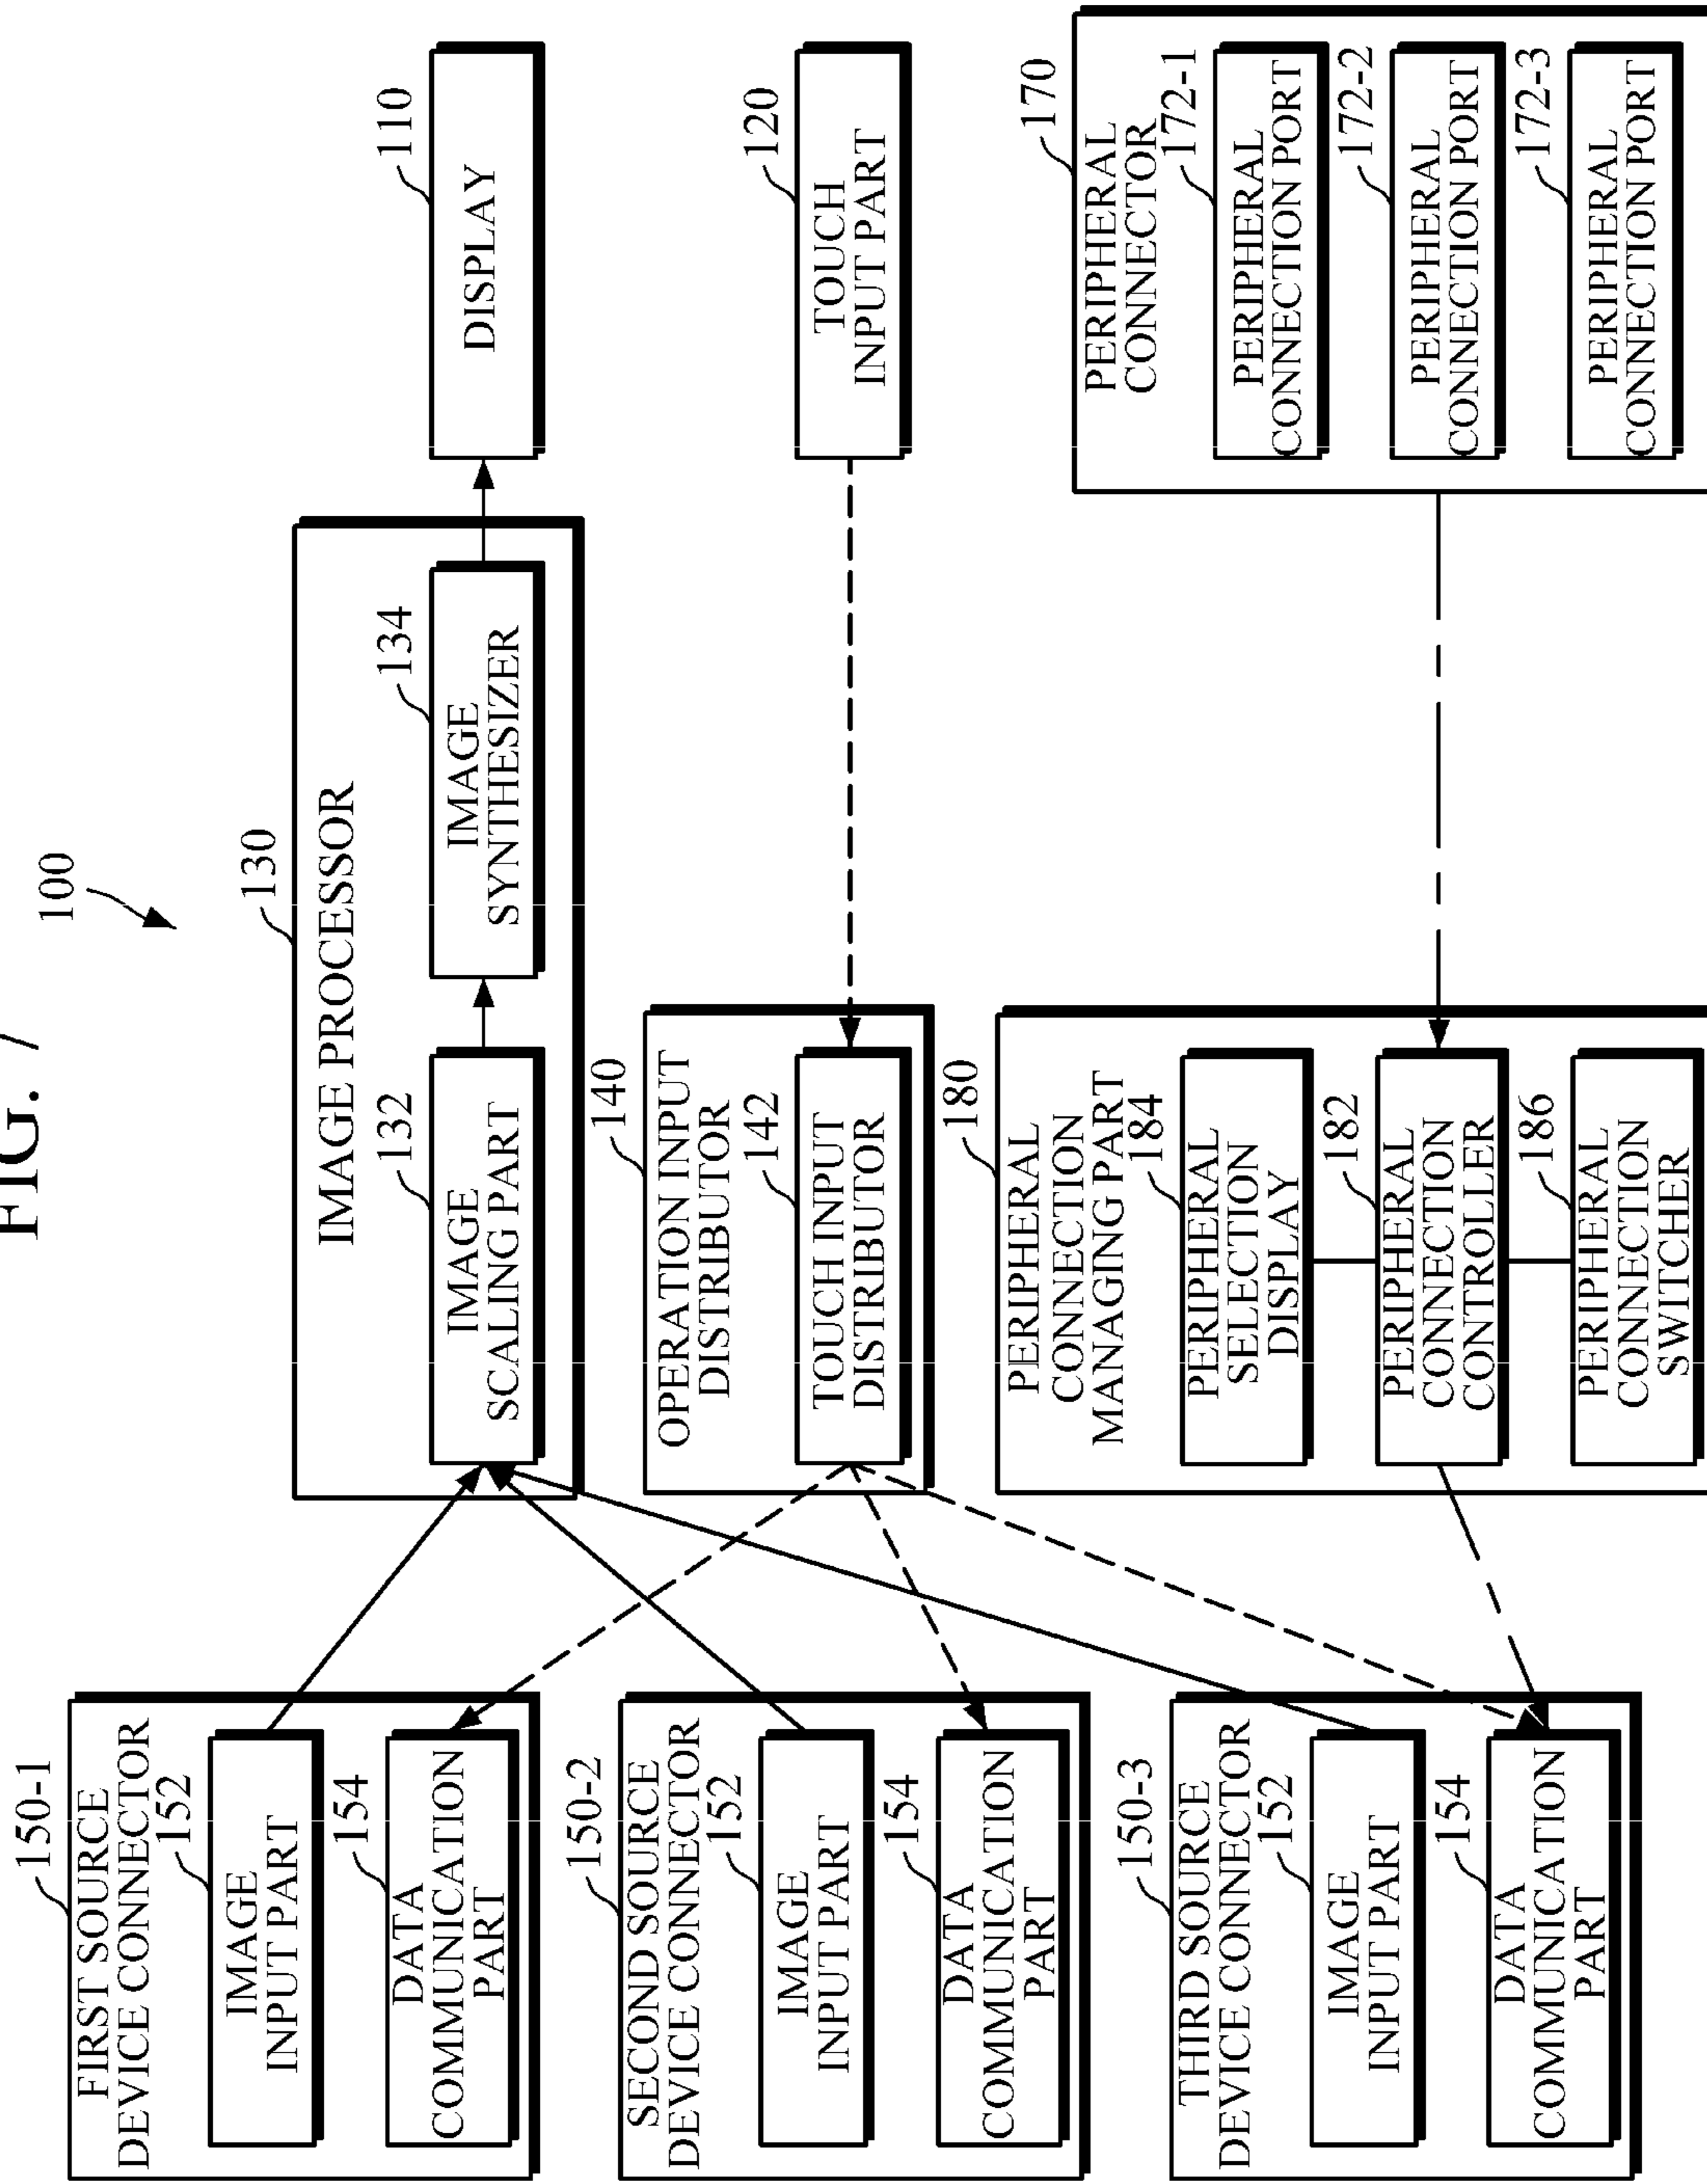 FIG.
100
150-1
FIRST SOURCE
DEVICE CONNECTOR
152
IMAGE
INPUT PART
154
DATA
COMMUNICATION
PART
150-2
SECOND SOURCE
DEVICE CONNECTOR
152
IMAGE
INPUT PART
154
DATA
COMMUNICATION
PART
150-3
THIRD SOURCE
DEVICE CONNECTOR
152
IMAGE
INPUT PART
154
DATA
COMMUNICATION
PART
130
IMAGE PROCESSOR
132
IMAGE
SCALING PART
134
IMAGE
SYNTHESIZER
140
OPERATION INPUT
DISTRIBUTOR
142
TOUCH INPUT
DISTRIBUTOR
180
PERIPHERAL
CONNECTION
MANAGING PART
184
PERIPHERAL
SELECTION
DISPLAY
182
PERIPHERAL
CONNECTION
CONTROLLER
186
PERIPHERAL
CONNECTION
SWITCHER
110
DISPLAY
120
TOUCH
INPUT PART
170
PERIPHERAL
CONNECTOR
172-1
PERIPHERAL
CONNECTION PORT
172-2
PERIPHERAL
CONNECTION PORT
172-3
PERIPHERAL
CONNECTION PORT